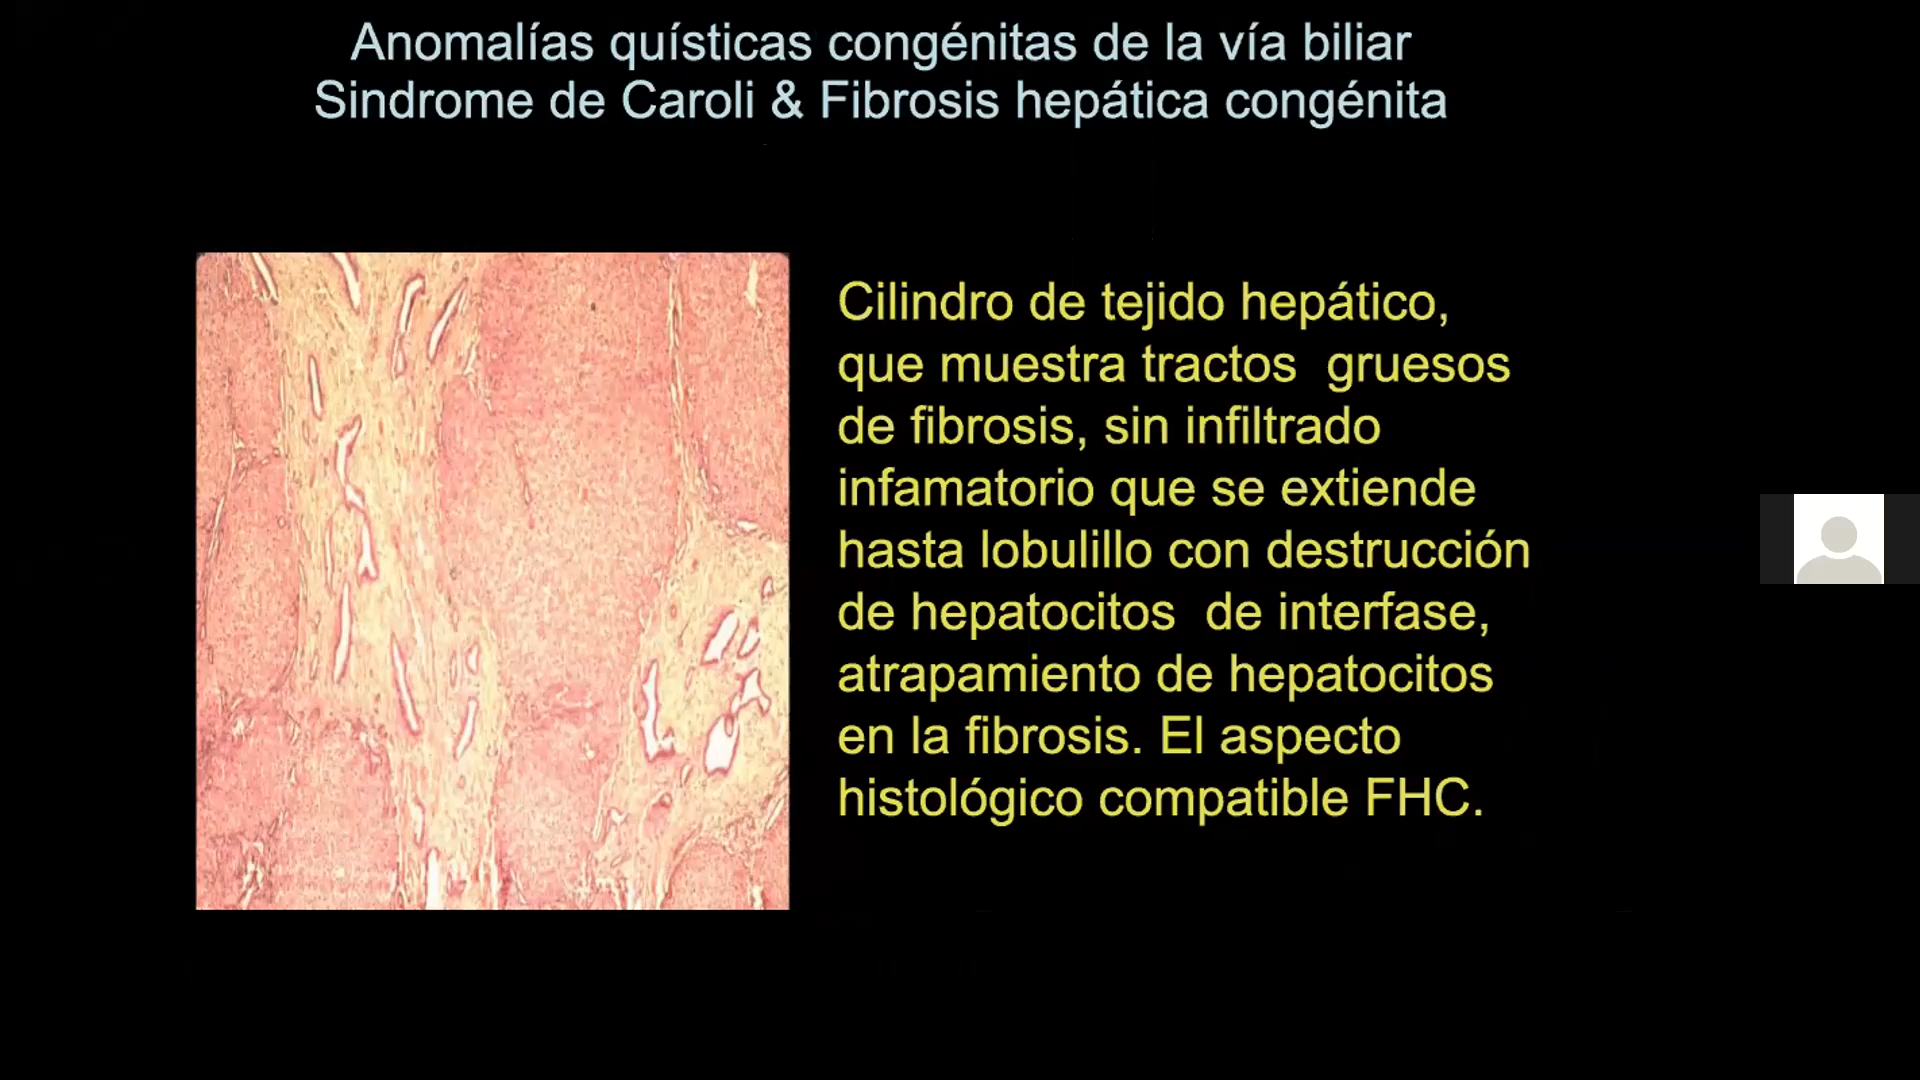 Anomalías quísticas congénitas de la vía biliar
Sindrome de Caroli & Fibrosis hepática congénita
Cilindro de tejido hepático,
que muestra tractos gruesos
de fibrosis, sin infiltrado
infamatorio que se extiende
hasta lobulillo con destrucción
de hepatocitos de interfase,
atrapamiento de hepatocitos
en la fibrosis. El aspecto
histológico compatible FHC.